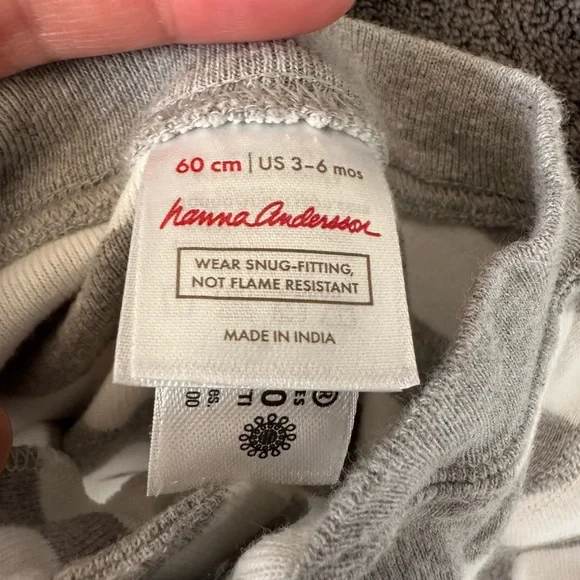 60 cm | US 3-6 mos
hanna andersson
WEAR SNUG-FITTING,
NOT FLAME RESISTANT
MADE IN INDIA